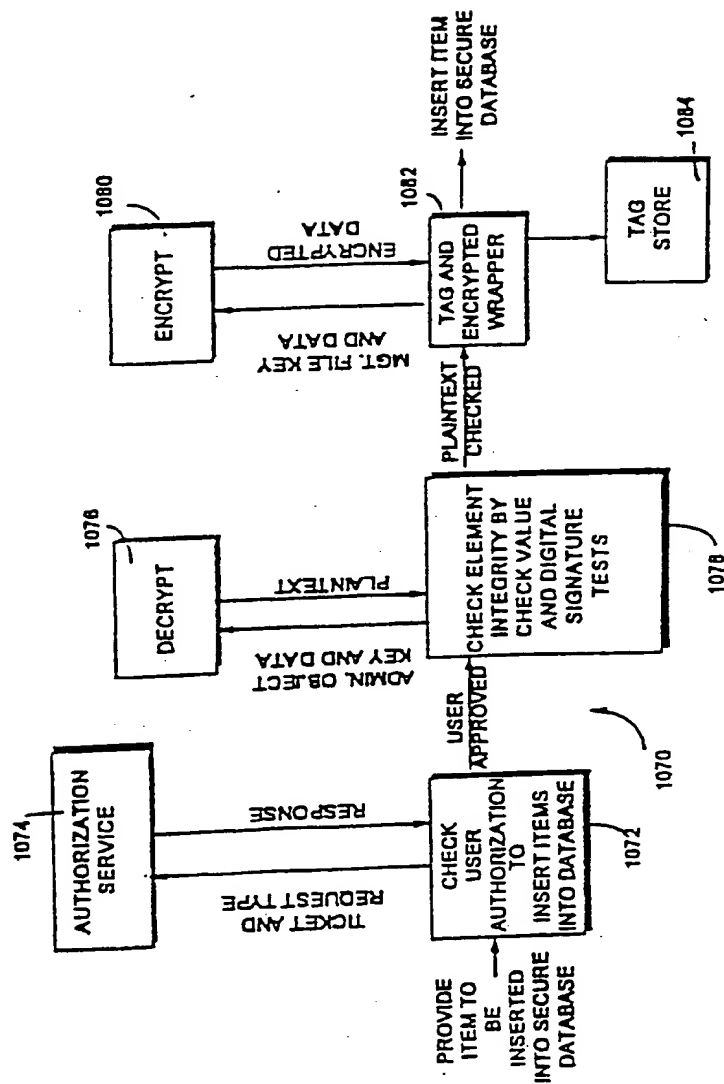 PROVIDE
ITEM TO
BE
INSERTED
INTO SECURE
DATABASE
CHECK
USER
AUTHORIZATION
TO
INSERT ITEMS
INTO DATABASE
1072
TICKET AND
REQUEST TYPE
RESPONSE
AUTHORIZATION
SERVICE
1074
1070
USER
APPROVED
CHECK ELEMENT
INTEGRITY BY
CHECK VALUE
AND DIGITAL
SIGNATURE
TESTS
1078
ADMIN. OBJECT
KEY AND DATA
PLAINTEXT
DECRYPT
1076
PLAINTEXT
CHECKED
TAG AND
ENCRYPTED
WRAPPER
1082
MGT. FILE KEY
AND DATA
ENCRYPTED
DATA
ENCRYPT
1080
INSERT ITEM
INTO SECURE
DATABASE
TAG
STORE
1084